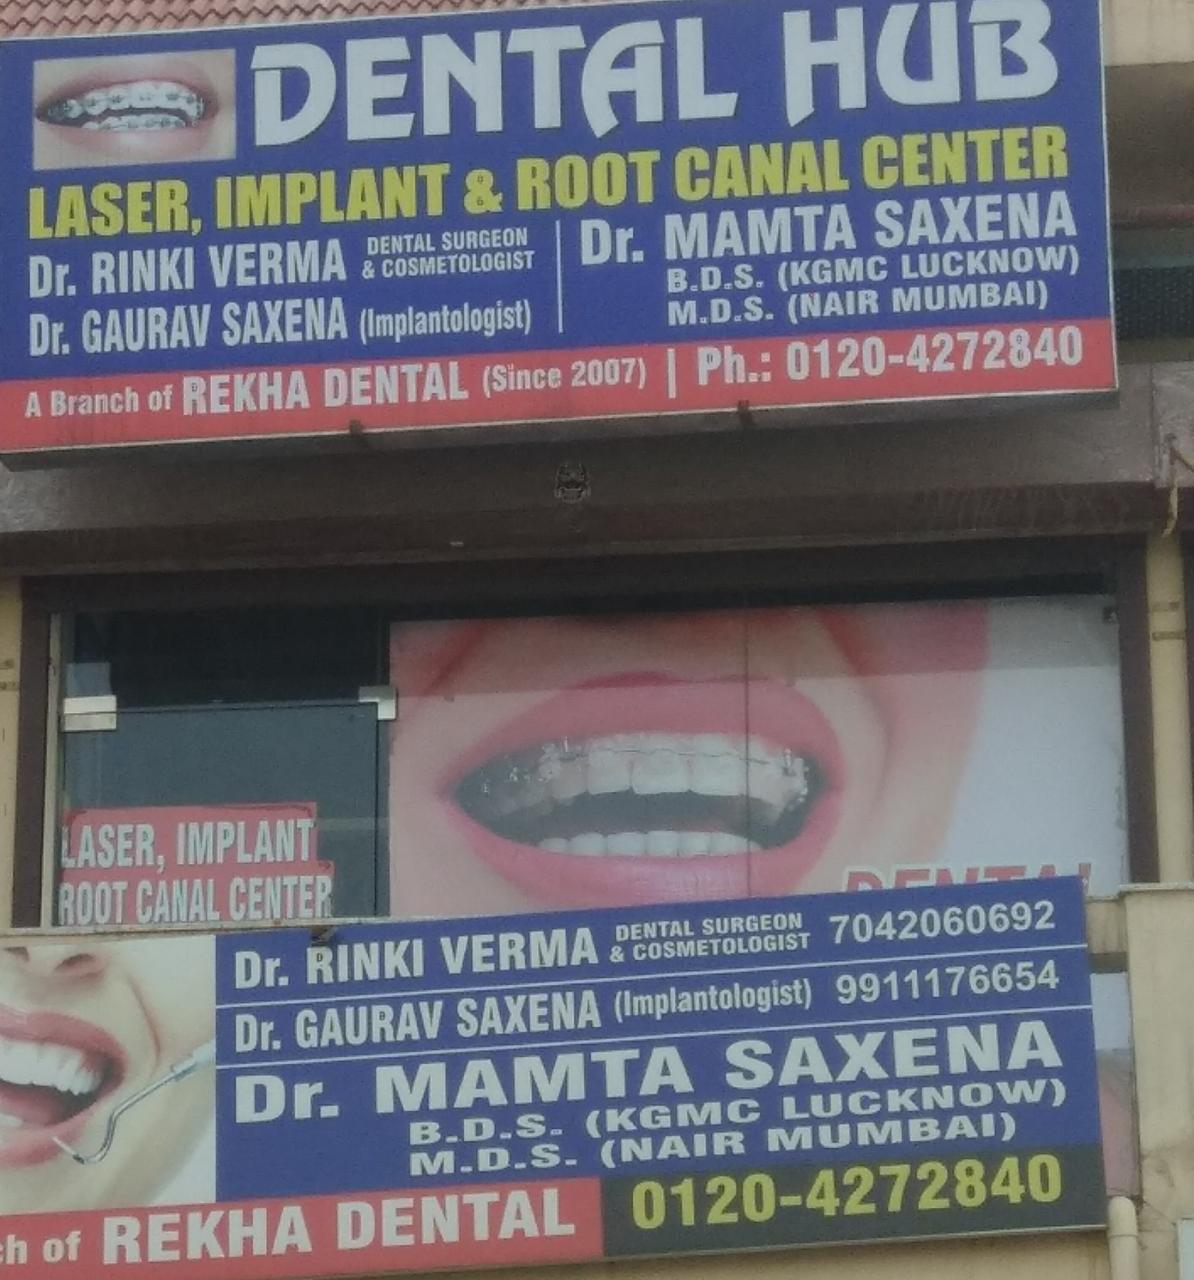 DENTAL HUB
LASER, IMPLANT & ROOT CANAL CENTER
Dr. RINKI VERMA DENTAL SURGEON & COSMETOLOGIST
Dr. GAURAV SAXENA (Implantologist)
Dr. MAMTA SAXENA
B.D.S. (KGMC LUCKNOW)
M.D.S. (NAIR MUMBAI)
A Branch of REKHA DENTAL (Since 2007) | Ph.: 0120-4272840
LASER, IMPLANT
ROOT CANAL CENTER
DENTAL
Dr. RINKI VERMA DENTAL SURGEON & COSMETOLOGIST 7042060692
Dr. GAURAV SAXENA (Implantologist) 9911176654
Dr. MAMTA SAXENA
B.D.S. (KGMC LUCKNOW)
M.D.S. (NAIR MUMBAI)
ch of REKHA DENTAL 0120-4272840